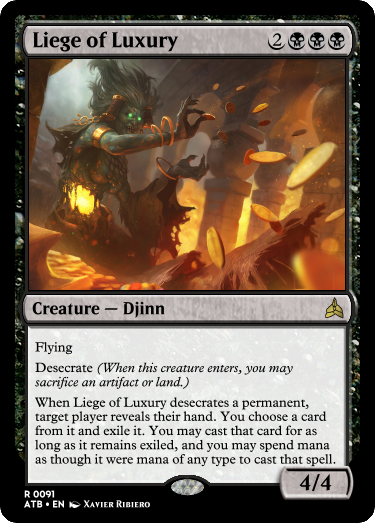 Liege of Luxury 2
Creature — Djinn
Flying
Desecrate (When this creature enters, you may
sacrifice an artifact or land.)
When Liege of Luxury desecrates a permanent,
target player reveals their hand. You choose a card
from it and exile it. You may cast that card for as
long as it remains exiled, and you may spend mana
as though it were mana of any type to cast that spell.
4/4
R 0091
ATB • EN Xavier Ribiero